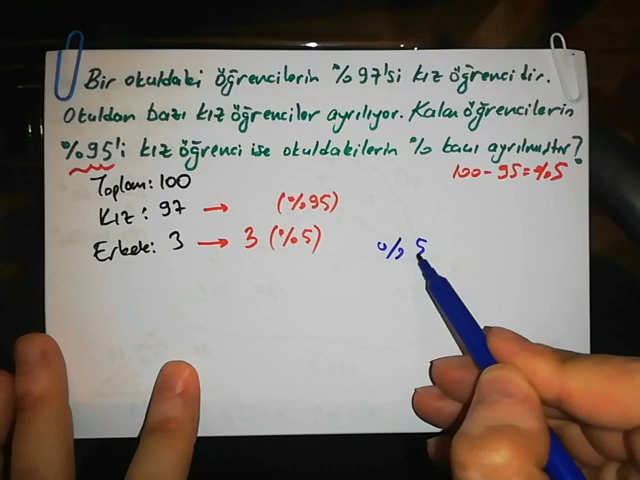 Bir okuldaki öğrencilerin %97'si kız öğrencidir.
Okuldan bazı kız öğrenciler ayrılıyor. Kalan öğrencilerin
%95'i kız öğrenci ise okuldakilerin % kaçı ayrılmıştır?
100-95=%5
Toplam: 100
Kız: 97 → (%95)
Erkek: 3 → 3 (%5)
%5